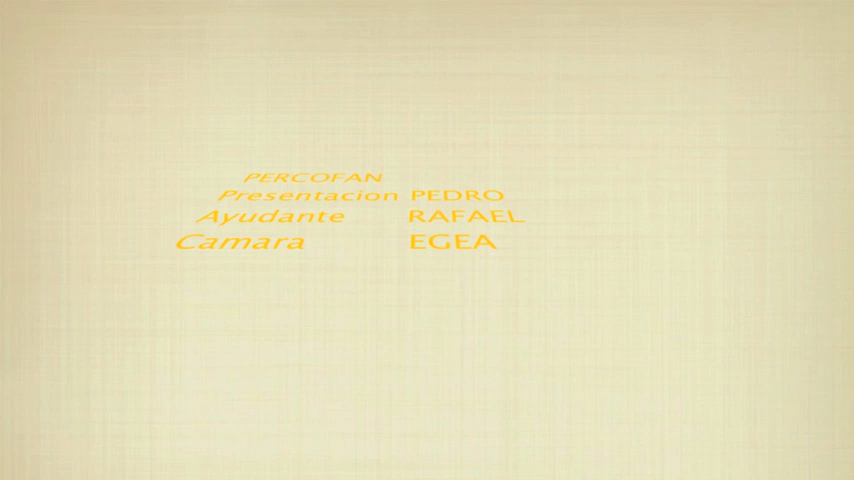 PERCOFAN
Presentacion PEDRO
Ayudante RAFAEL
Camara EGEA